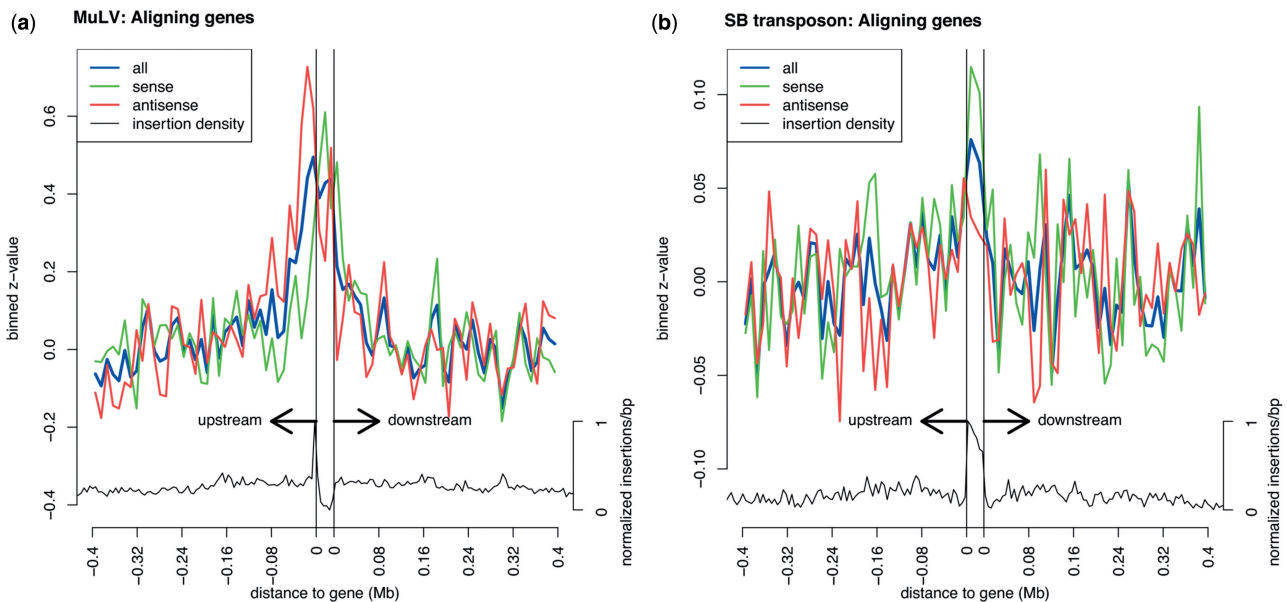 (a) MuLV: Aligning genes
all
sense
antisense
insertion density
binned z-value
0.6
0.4
0.2
0.0
−0.2
−0.4
upstream
downstream
1
0
normalized insertions/bp
−0.4
−0.32
−0.24
−0.16
−0.08
0
0
0.08
0.16
0.24
0.32
0.4
distance to gene (Mb)
(b) SB transposon: Aligning genes
all
sense
antisense
insertion density
binned z-value
0.10
0.05
0.00
−0.05
−0.10
upstream
downstream
1
0
normalized insertions/bp
−0.4
−0.32
−0.24
−0.16
−0.08
0
0
0.08
0.16
0.24
0.32
0.4
distance to gene (Mb)